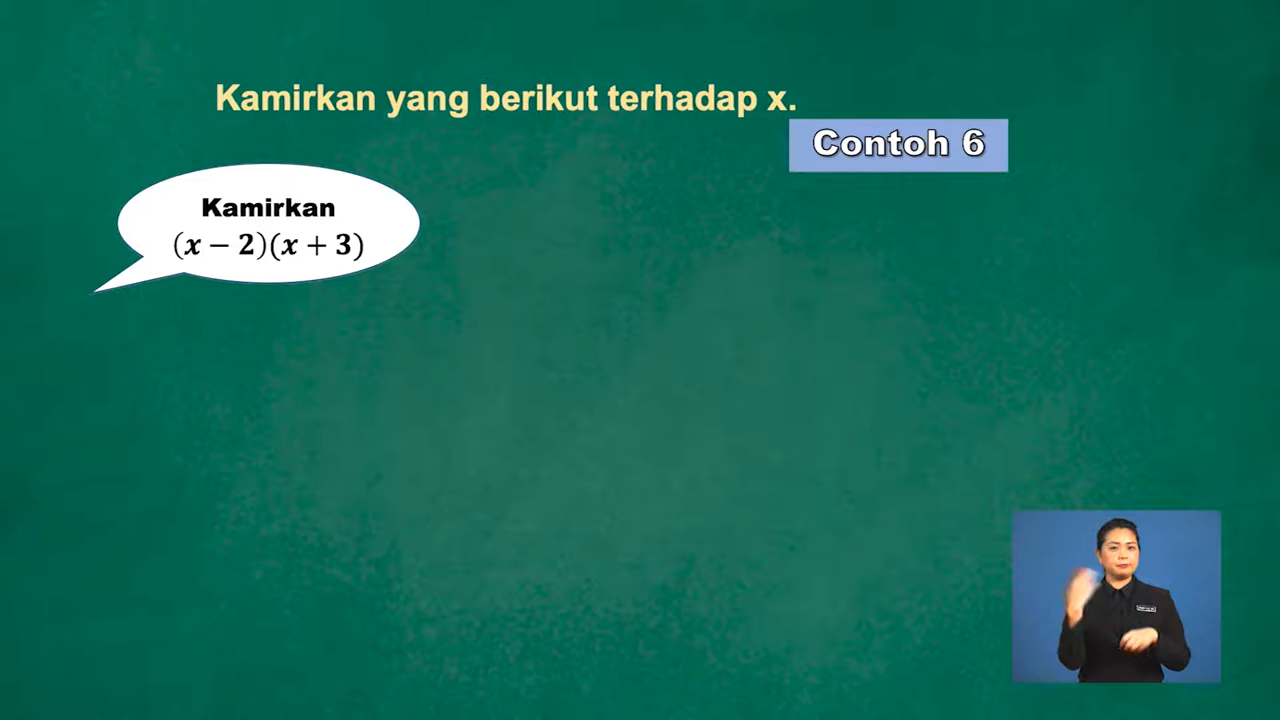 Kamirkan yang berikut terhadap x.
Contoh 6
Kamirkan
(x − 2)(x + 3)